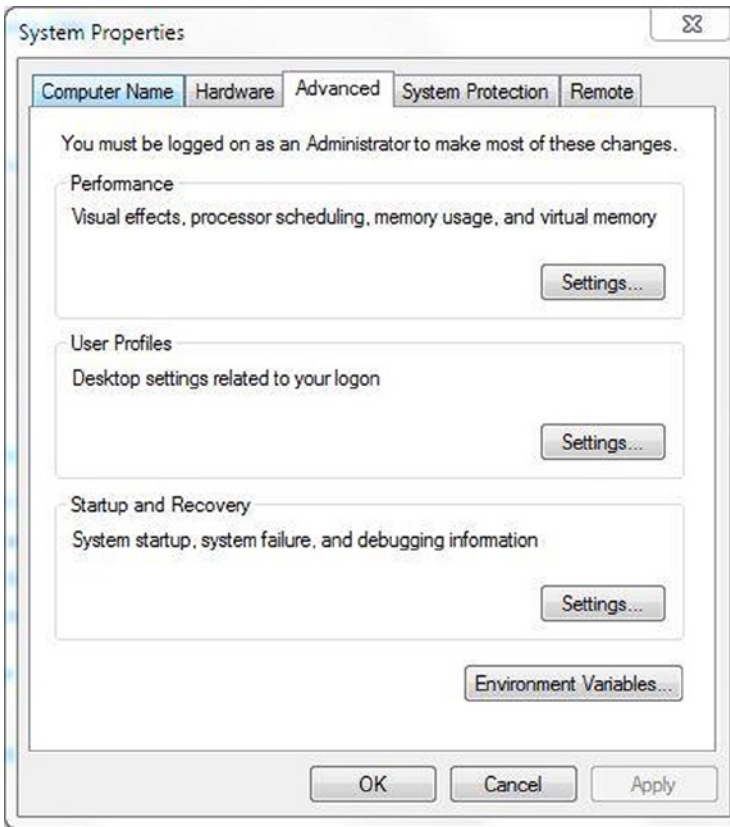 System Properties
Computer Name Hardware Advanced System Protection Remote
You must be logged on as an Administrator to make most of these changes.
Performance
Visual effects, processor scheduling, memory usage, and virtual memory
Settings...
User Profiles
Desktop settings related to your logon
Settings...
Startup and Recovery
System startup, system failure, and debugging information
Settings...
Environment Variables...
OK Cancel Apply